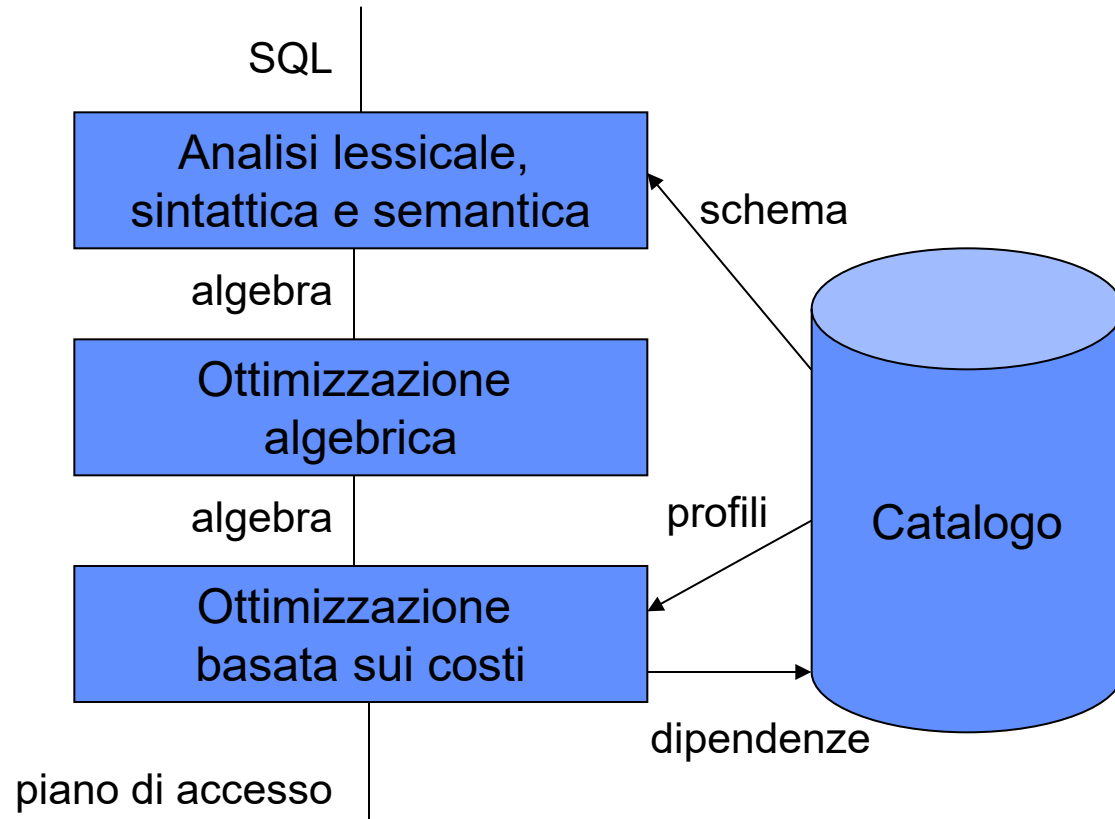 SQL
Analisi lessicale,
sintattica e semantica
schema
algebra
Ottimizzazione
algebrica
algebra
profili
Catalogo
Ottimizzazione
basata sui costi
dipendenze
piano di accesso